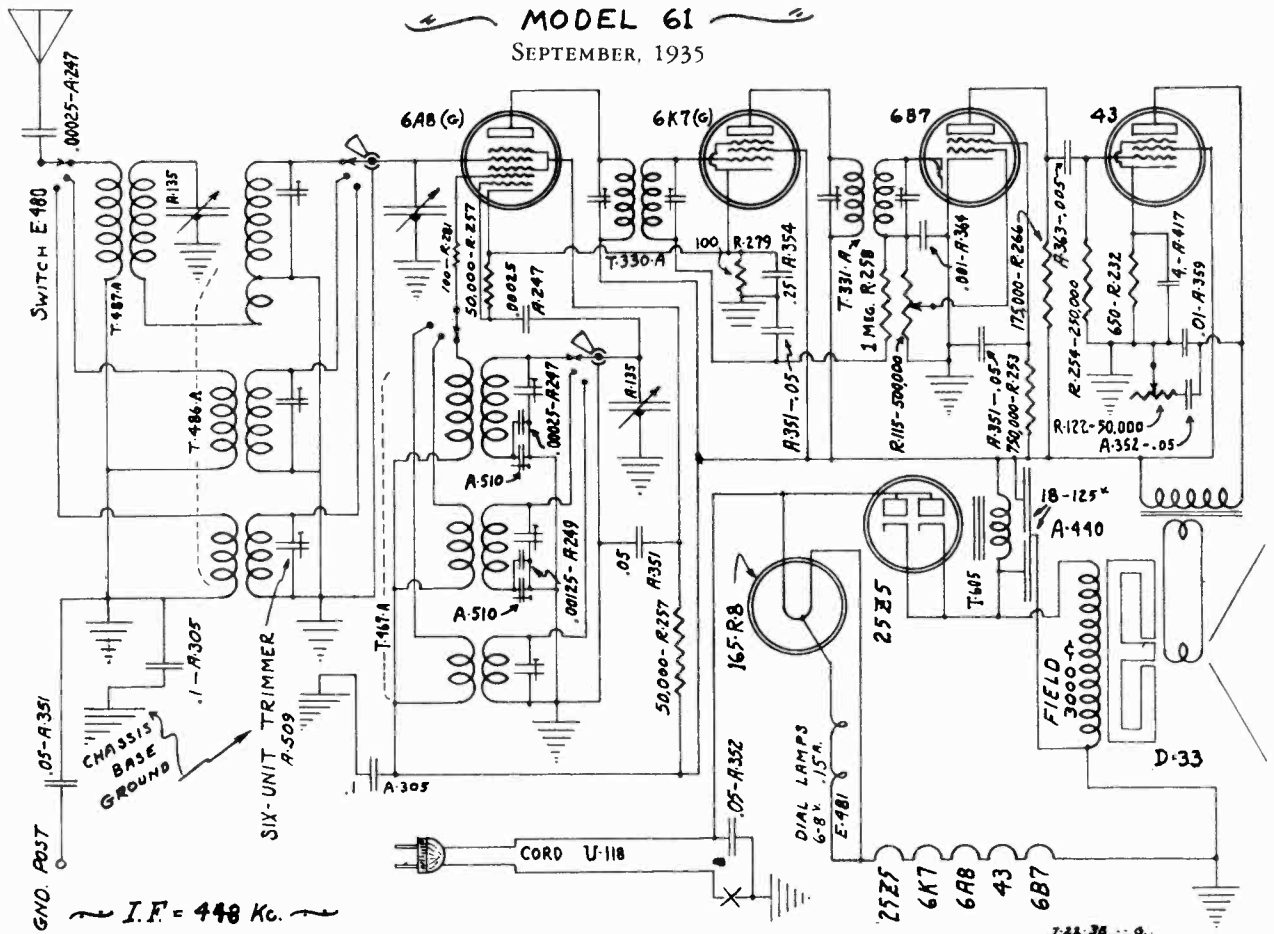 MODEL 61
SEPTEMBER, 1935
.00025-A.247
SWITCH E.480
T.487.A
A.135
T.486.A
6A8 (G)
100-R.281
50,000-R.257
.00025
A.247
T.330.A
6K7 (G)
100
R.279
.25
A.354
A.351-.05
T.331.A
1 MEG. R.258
R.115-500,000
6B7
.001-A.364
175,000-R.266
A.351-.05
750,000-R.253
A.363-.005
R.254-250,000
43
650-R.232
4.-A.417
.01-A.359
R.122-50,000
A.352-.05
A.135
.00025-A.247
A.510
.00125-A.249
A.510
T.469.A
.05
A.351
50,000-R.257
165.R.8
25Z5
T.605
18-125v
A.440
FIELD
3000 Ω
D.33
.1-A.305
.05-A.351
CHASSIS
BASE
GROUND
SIX-UNIT TRIMMER
A.509
.1
A.305
.05-A.352
DIAL LAMPS
6-8 v. .15A.
E.481
CORD U.118
25Z5
6K7
6A8
43
6B7
GND. POST
I.F. = 448 Kc.